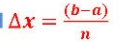 Δx = (b-a)/n